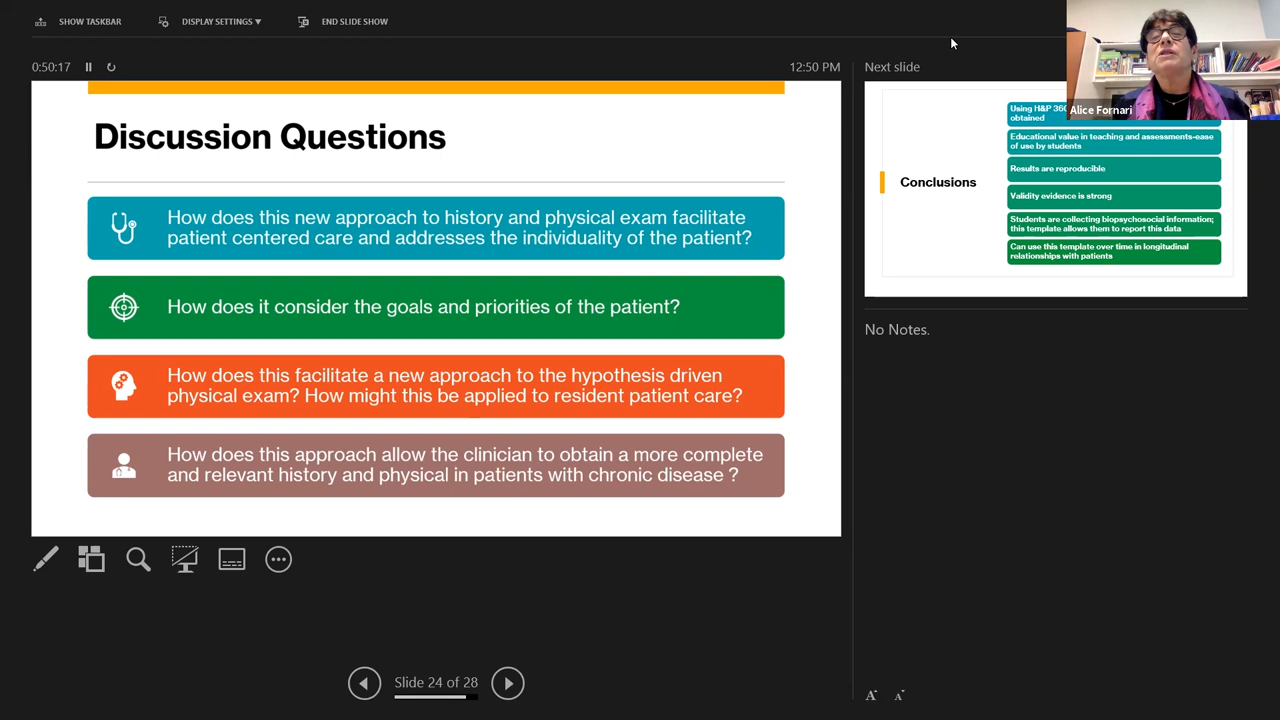 SHOW TASKBAR
DISPLAY SETTINGS ▼
END SLIDE SHOW
0:50:17
12:50 PM
Discussion Questions
How does this new approach to history and physical exam facilitate
patient centered care and addresses the individuality of the patient?
How does it consider the goals and priorities of the patient?
How does this facilitate a new approach to the hypothesis driven
physical exam? How might this be applied to resident patient care?
How does this approach allow the clinician to obtain a more complete
and relevant history and physical in patients with chronic disease ?
Slide 24 of 28
Next slide
Alice Fornari
Conclusions
Using H&P 360
obtained
Educational value in teaching and assessments-ease
of use by students
Results are reproducible
Validity evidence is strong
Students are collecting biopsychosocial information;
this template allows them to report this data
Can use this template over time in longitudinal
relationships with patients
No Notes.
A A